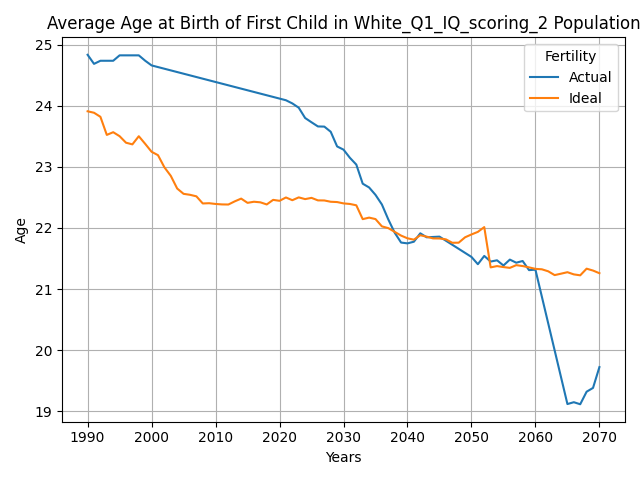 Average Age at Birth of First Child in White_Q1_IQ_scoring_2 Population
Fertility
Actual
Ideal
Age
25
24
23
22
21
20
19
1990 2000 2010 2020 2030 2040 2050 2060 2070
Years